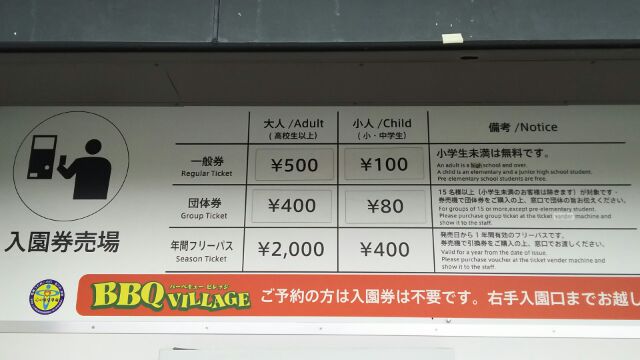 大人/Adult
(高校生以上)
小人/Child
(小・中学生)
備考/Notice
一般券
Regular Ticket
¥500
¥100
小学生未満は無料です。
An adult is a high school and over.
A child is an elementary and a junior high school student.
Pre-elementary school students are free.
団体券
Group Ticket
¥400
¥80
15名様以上(小学生未満のお客様は除きます)が対象です・
券売機で団体券をご購入の上、窓口で団体の旨お伝えください。
For groups of 15 or more,except pre-elementary student.
Please purchase group ticket at the ticket vender machine and
show it to the staff.
年間フリーパス
Season Ticket
¥2,000
¥400
発売日から1年間有効のフリーパスです。
券売機で引換券をご購入の上、窓口でお渡しください。
Valid for a year from the date of issue.
Please purchase voucher at the ticket vender machine and
show it to the staff.
入園券売場
バーベキュー ビレッジ
BBQ VILLAGE
ご予約の方は入園券は不要です。右手入園口までお越し